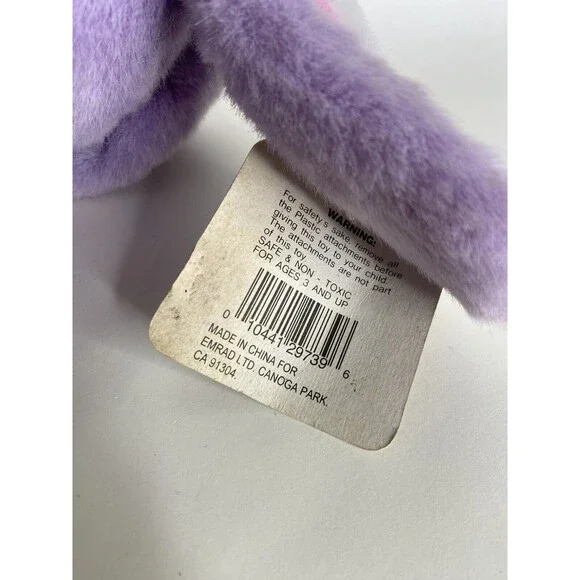 WARNING:
For safety's sake, remove all
the Plastic attachments before
giving this toy to your child.
The attachments are not part
of this toy.
SAFE & NON - TOXIC
FOR AGES 3 AND UP
0 10441 29739 6
MADE IN CHINA FOR
EMRAD LTD. CANOGA PARK.
CA 91304.